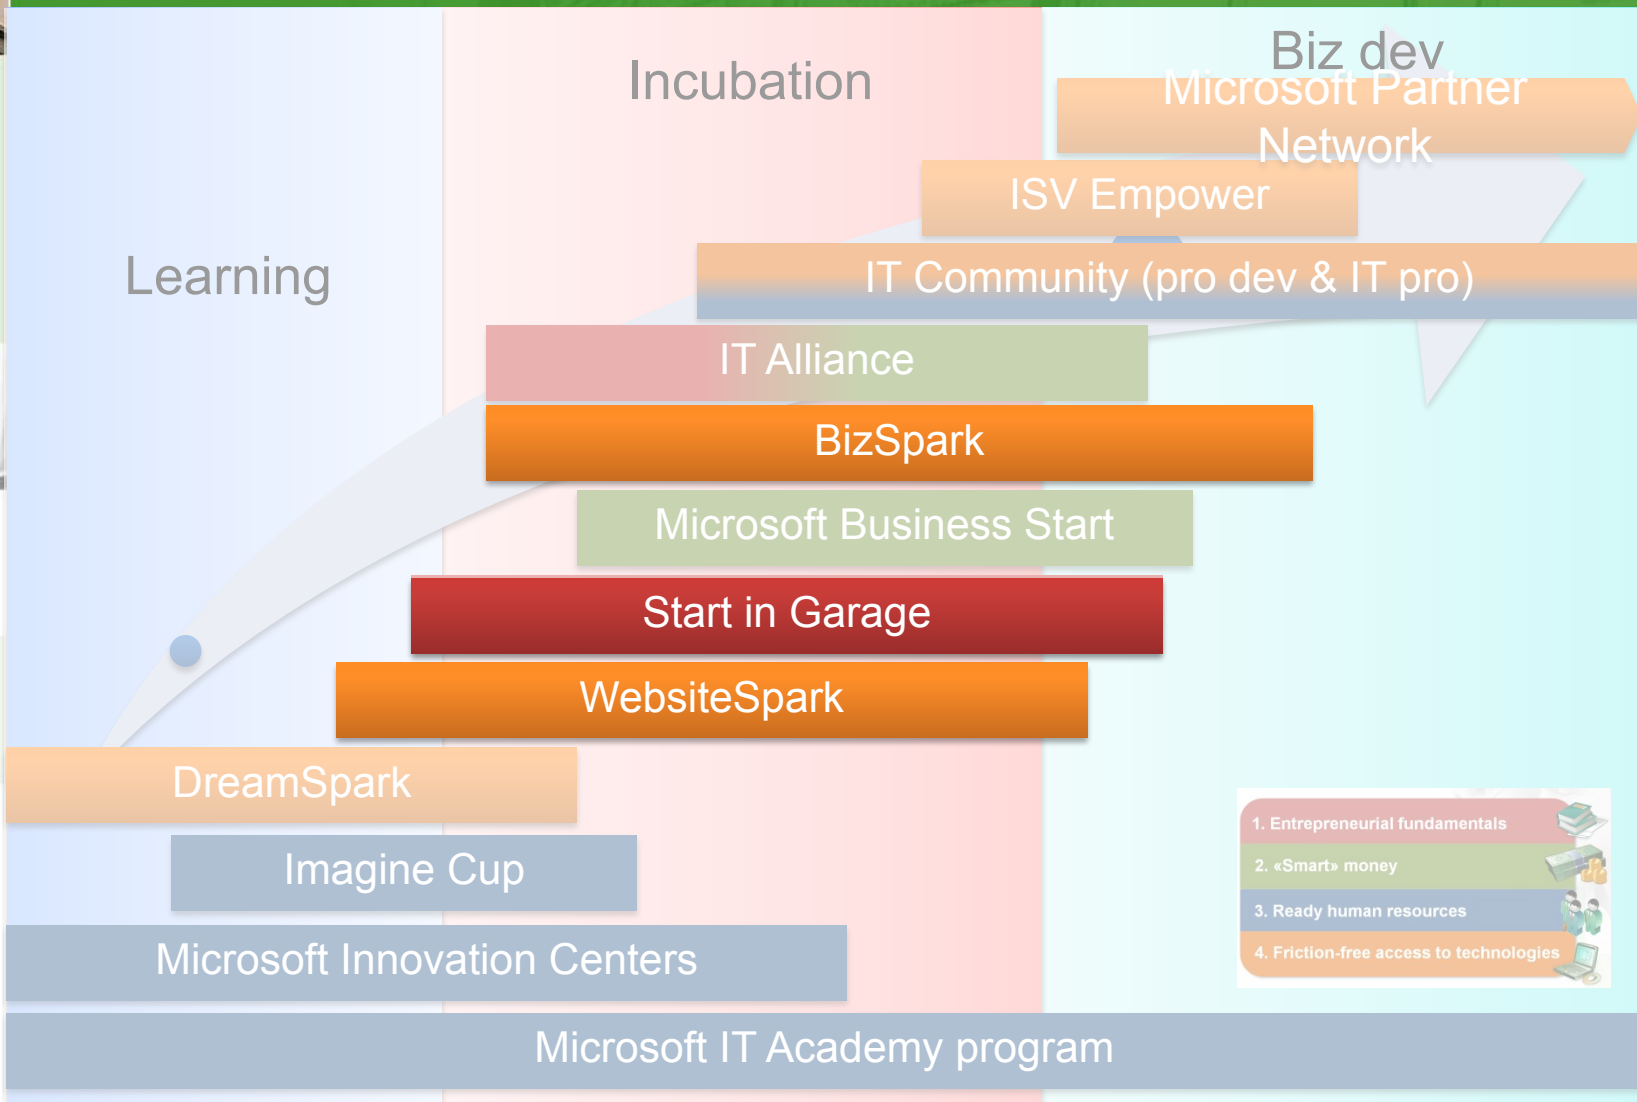 Biz dev
Incubation
Learning
Microsoft Partner
Network
ISV Empower
IT Community (pro dev & IT pro)
IT Alliance
BizSpark
Microsoft Business Start
Start in Garage
WebsiteSpark
DreamSpark
Imagine Cup
Microsoft Innovation Centers
Microsoft IT Academy program
1. Entrepreneurial fundamentals
2. «Smart» money
3. Ready human resources
4. Friction-free access to technologies